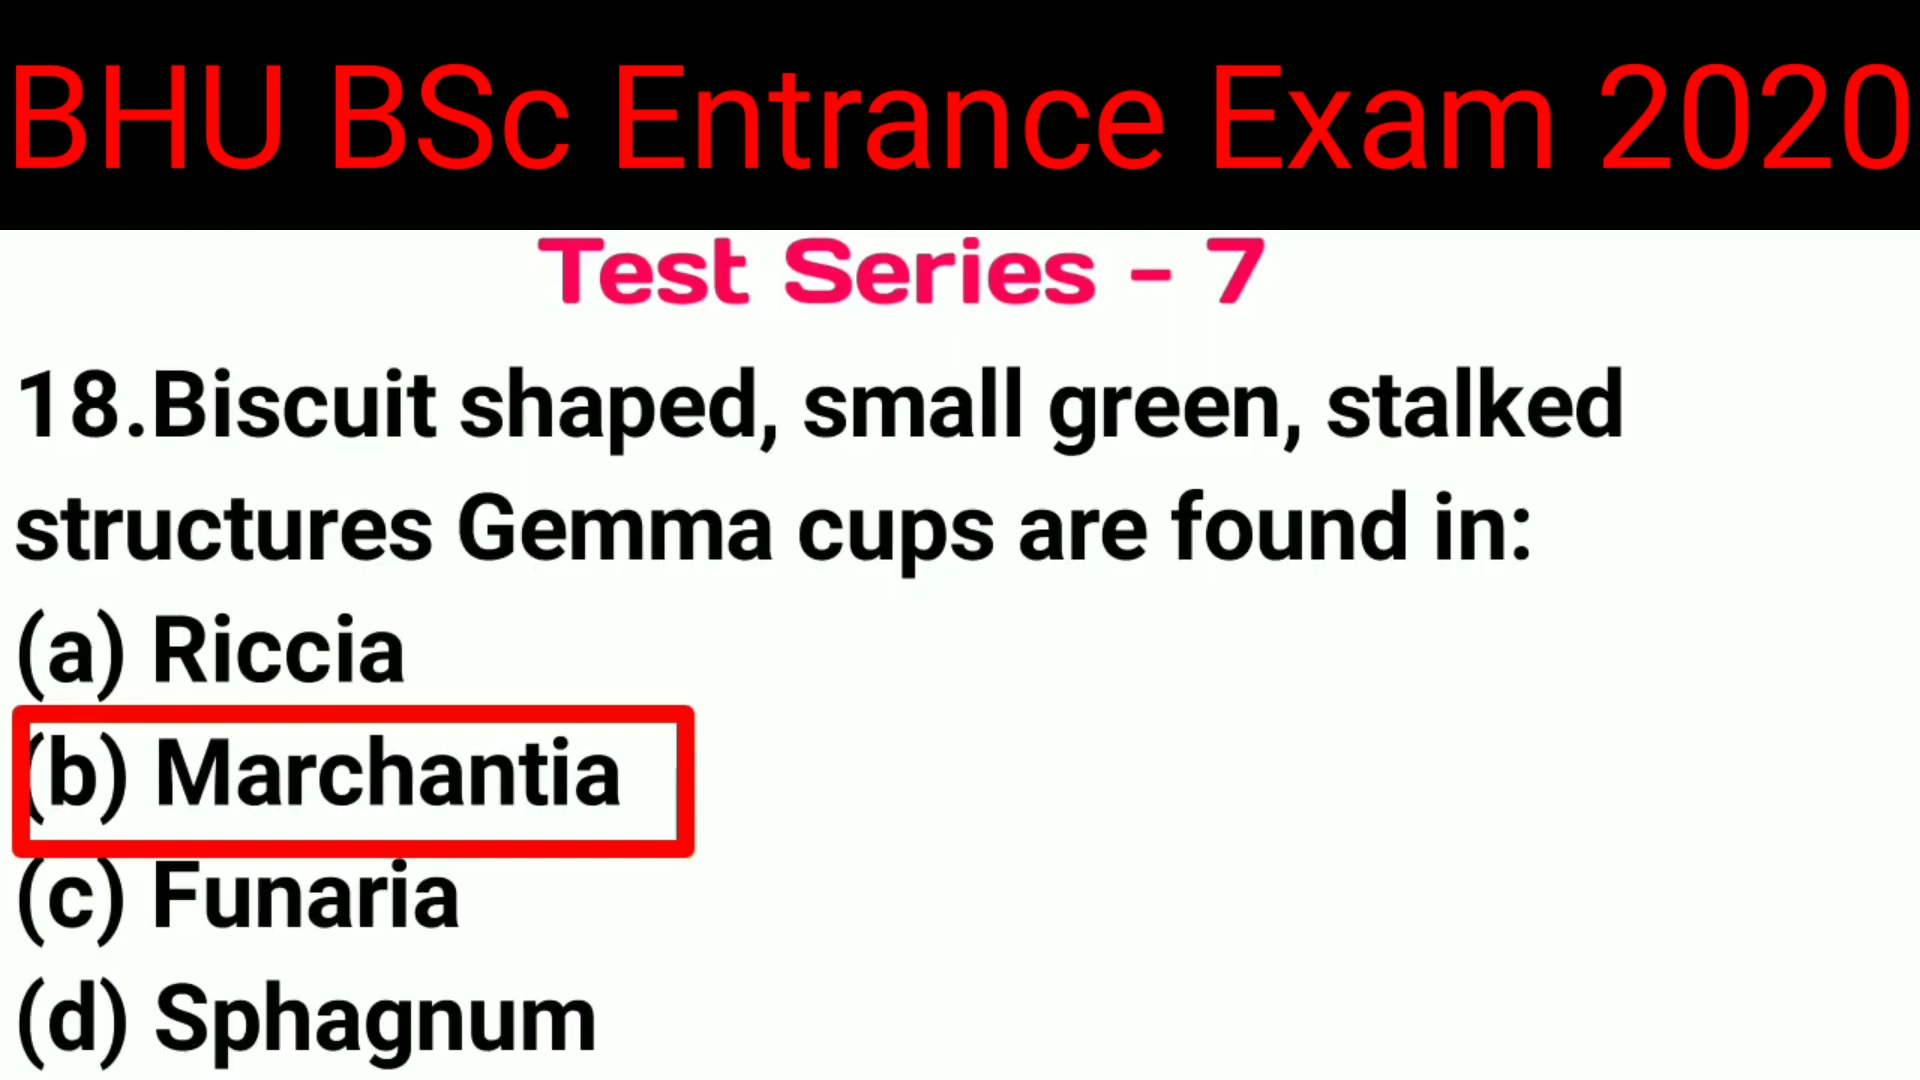 BHU BSc Entrance Exam 2020
Test Series - 7
18.Biscuit shaped, small green, stalked
structures Gemma cups are found in:
(a) Riccia
(b) Marchantia
(c) Funaria
(d) Sphagnum